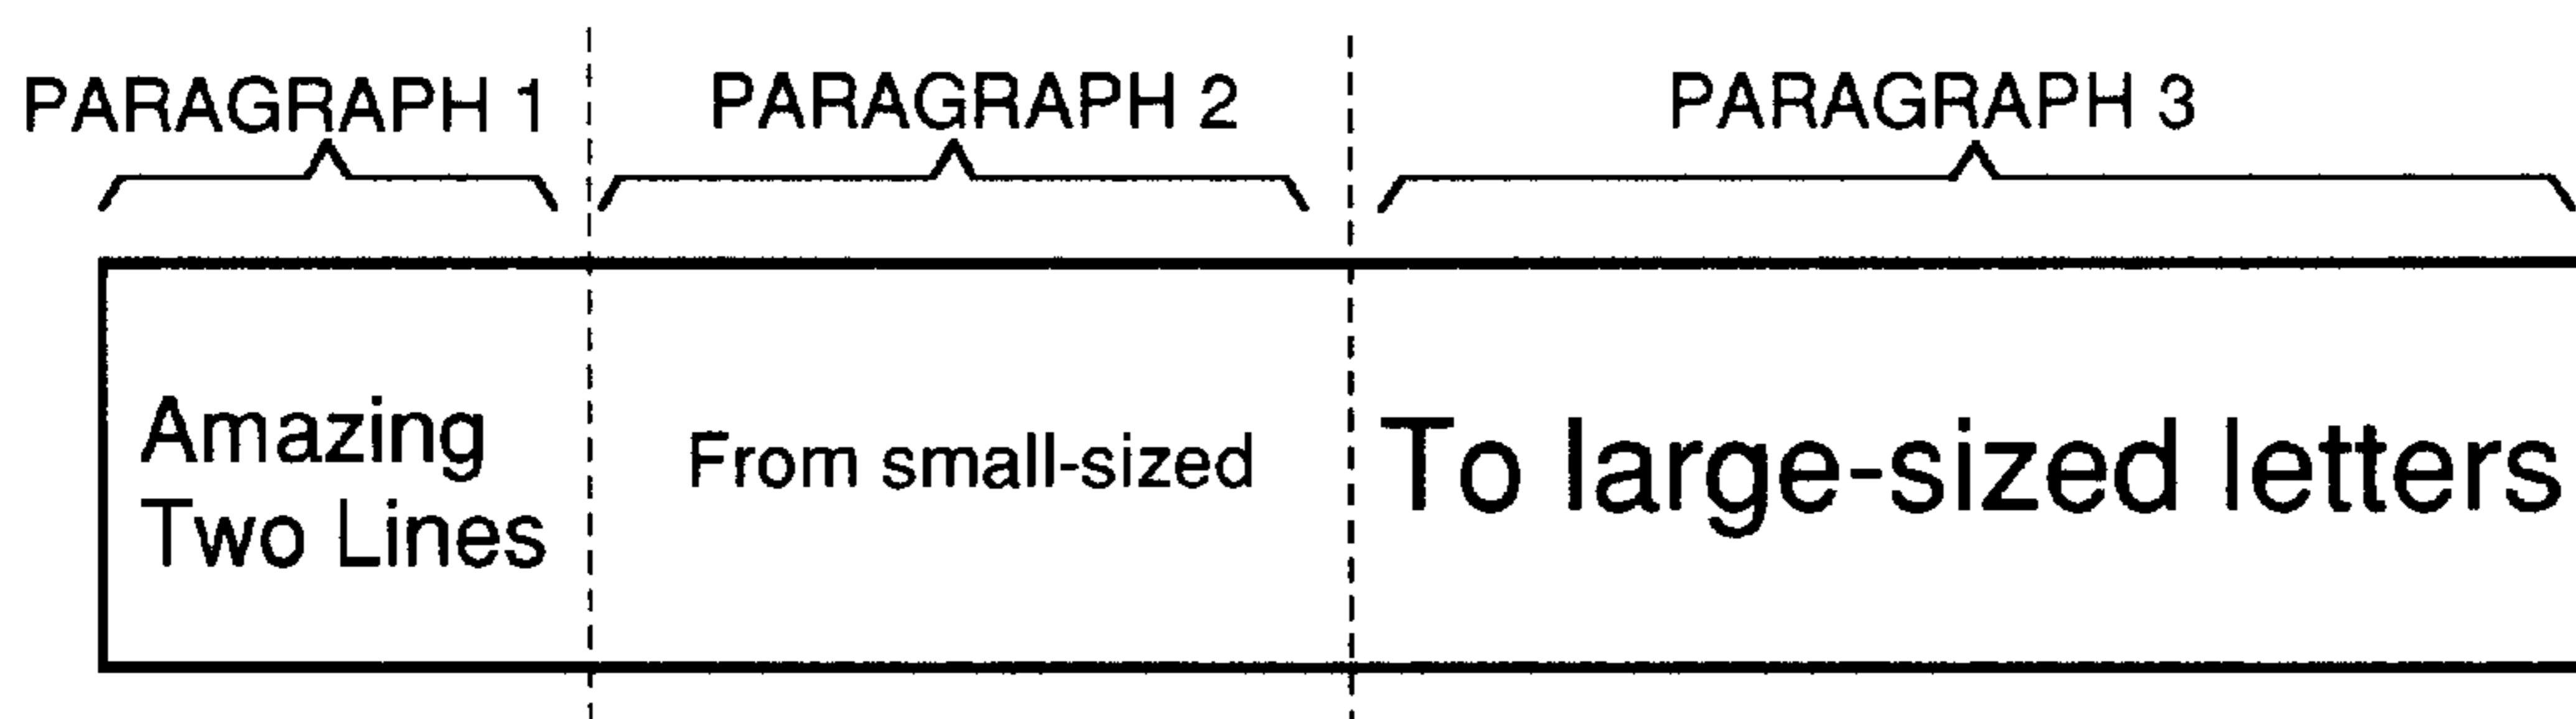 PARAGRAPH 1
PARAGRAPH 2
PARAGRAPH 3
Amazing
Two Lines
From small-sized
To large-sized letters